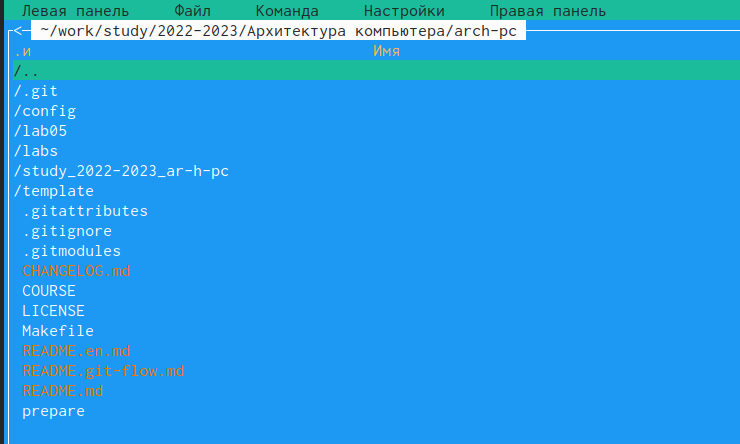 Левая панель Файл Команда Настройки Правая панель
<─ ~/work/study/2022-2023/Архитектура компьютера/arch-pc
.и Имя
/..
/.git
/config
/lab05
/labs
/study_2022-2023_ar-h-pc
/template
.gitattributes
.gitignore
.gitmodules
CHANGELOG.md
COURSE
LICENSE
Makefile
README.en.md
README.git-flow.md
README.md
prepare